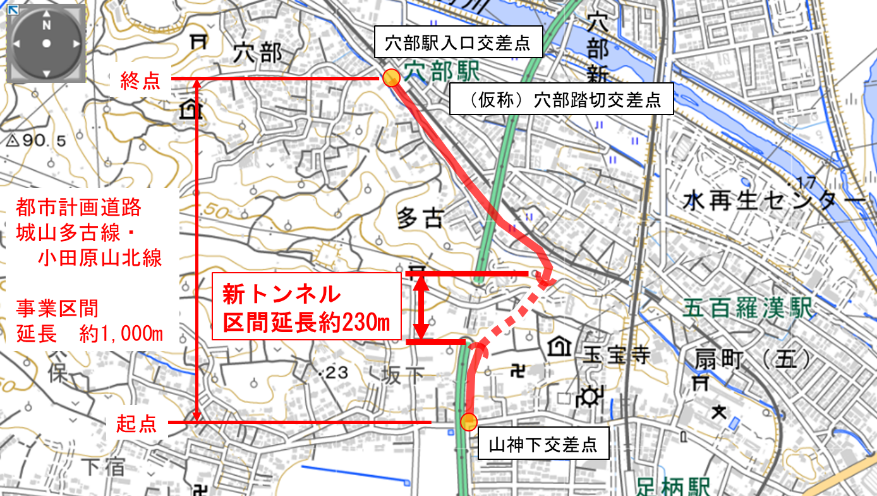 N
穴部駅入口交差点
穴部
穴部駅
穴部新
終点
（仮称）穴部踏切交差点
90.5
17
水再生センター
都市計画道路
城山多古線・
小田原山北線
50
多古
事業区間
延長　約1,000m
新トンネル
区間延長約230m
五百羅漢駅
玉宝寺
扇町（五）
保
23
坂下
起点
山神下交差点
下宿
足柄駅